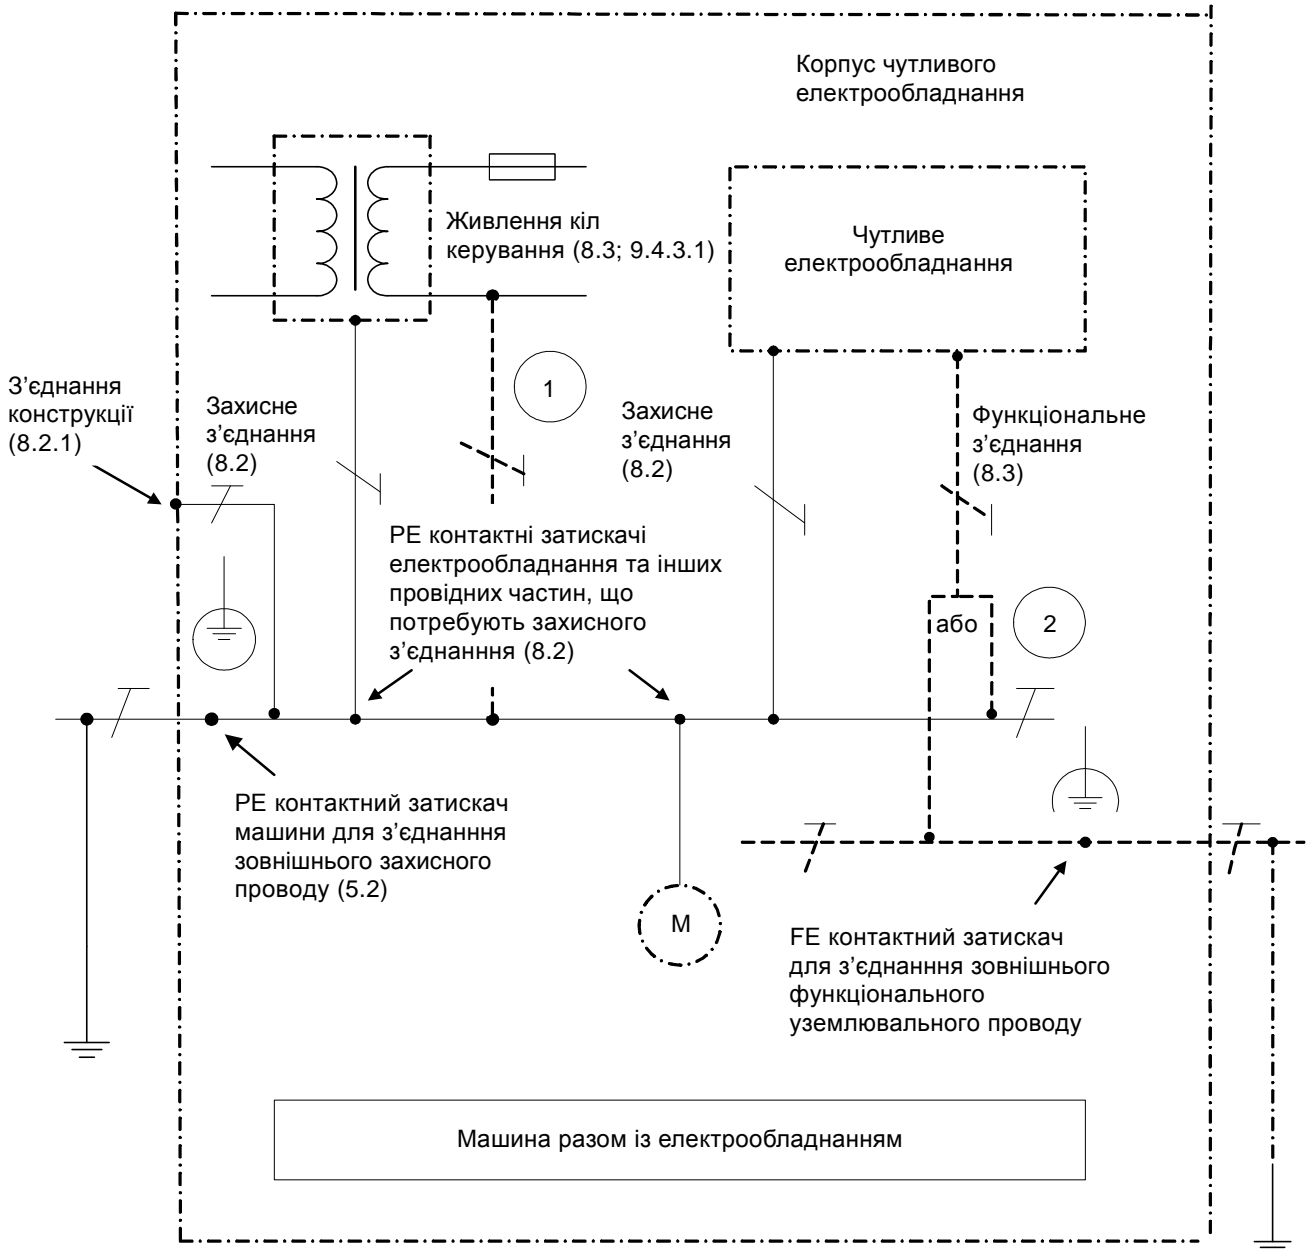 Корпус чутливого
електрообладнання
Живлення кіл
керування (8.3; 9.4.3.1)
Чутливе
електрообладнання
З’єднання
конструкції
(8.2.1)
Захисне
з’єднання
(8.2)
1
Захисне
з’єднання
(8.2)
Функціональне
з’єднання
(8.3)
PE контактні затискачі
електрообладнання та інших
провідних частин, що
потребують захисного
з’єднанння (8.2)
або
2
PE контактний затискач
машини для з’єднанння
зовнішнього захисного
проводу (5.2)
М
FE контактний затискач
для з’єднанння зовнішнього
функціонального
уземлювального проводу
Машина разом із електрообладнанням